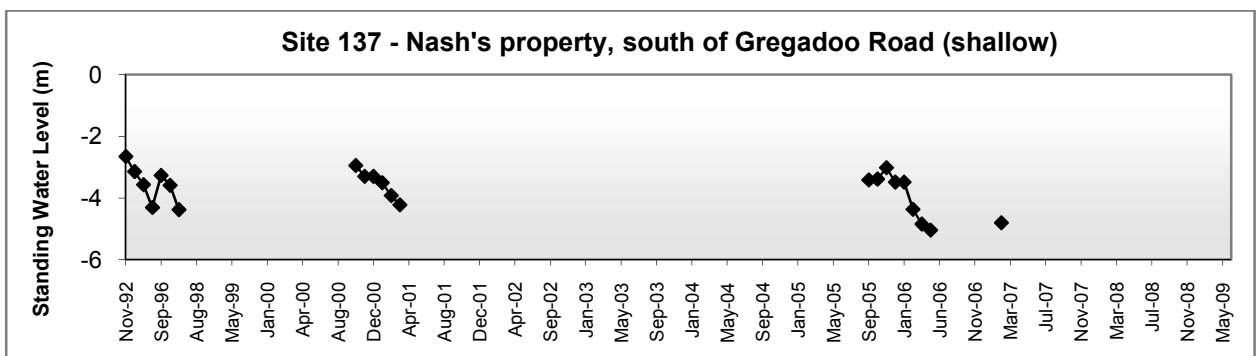 Site 137 - Nash's property, south of Gregadoo Road (shallow)
Standing Water Level (m)
0
-2
-4
-6
Nov-92
Sep-96
Aug-98
May-99
Jan-00
Apr-00
Aug-00
Dec-00
Apr-01
Aug-01
Dec-01
Apr-02
Sep-02
Jan-03
May-03
Sep-03
Jan-04
May-04
Sep-04
Jan-05
May-05
Sep-05
Jan-06
Jun-06
Nov-06
Mar-07
Jul-07
Nov-07
Mar-08
Jul-08
Nov-08
May-09